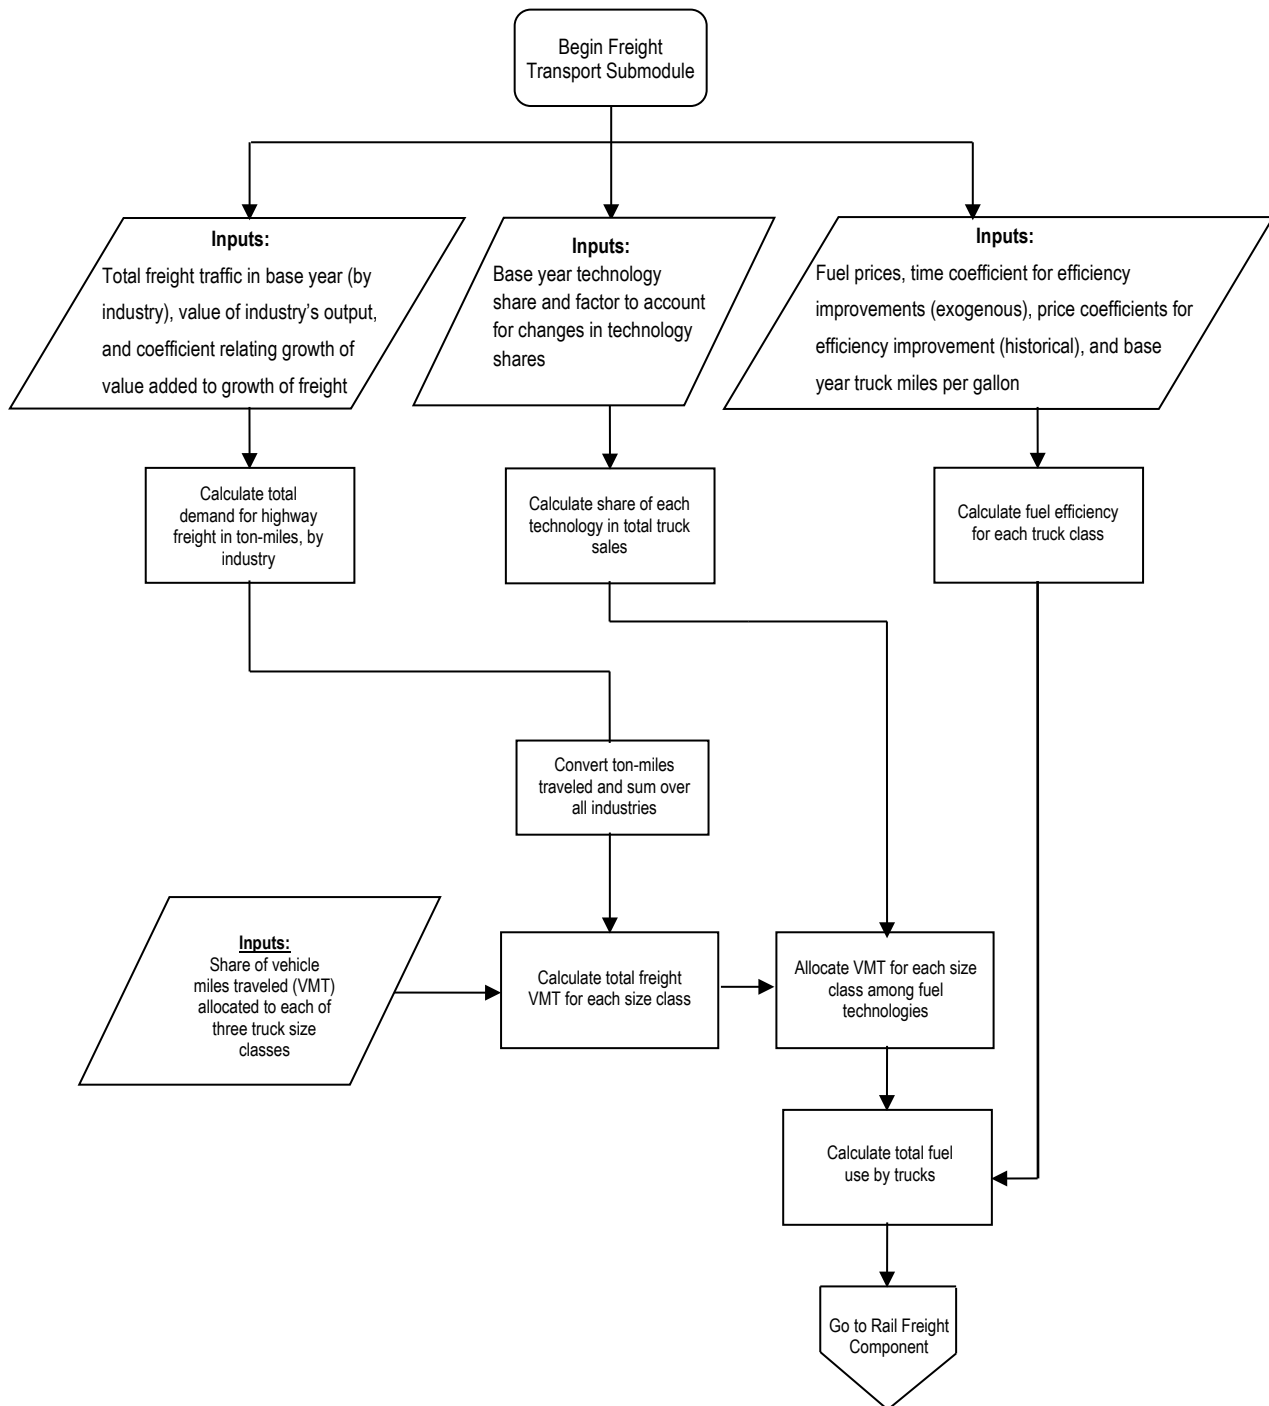 Begin Freight
Transport Submodule
Inputs:
Total freight traffic in base year (by
industry), value of industry’s output,
and coefficient relating growth of
value added to growth of freight
Inputs:
Base year technology
share and factor to account
for changes in technology
shares
Inputs:
Fuel prices, time coefficient for efficiency
improvements (exogenous), price coefficients for
efficiency improvement (historical), and base
year truck miles per gallon
Calculate total
demand for highway
freight in ton-miles, by
industry
Calculate share of each
technology in total truck
sales
Calculate fuel efficiency
for each truck class
Convert ton-miles
traveled and sum over
all industries
Inputs:
Share of vehicle
miles traveled (VMT)
allocated to each of
three truck size
classes
Calculate total freight
VMT for each size class
Allocate VMT for each size
class among fuel
technologies
Calculate total fuel
use by trucks
Go to Rail Freight
Component